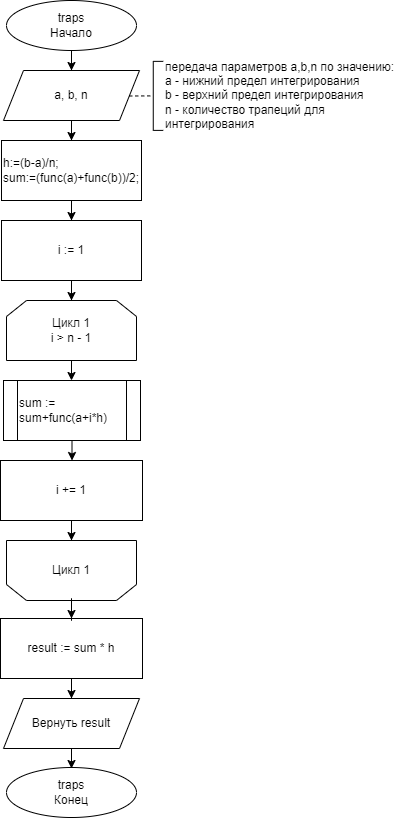 traps
Начало
a, b, n
передача параметров a,b,n по значению:
a - нижний предел интегрирования
b - верхний предел интегрирования
n - количество трапеций для
интегрирования
h:=(b-a)/n;
sum:=(func(a)+func(b))/2;
i := 1
Цикл 1
i > n - 1
sum :=
sum+func(a+i*h)
i += 1
Цикл 1
result := sum * h
Вернуть result
traps
Конец